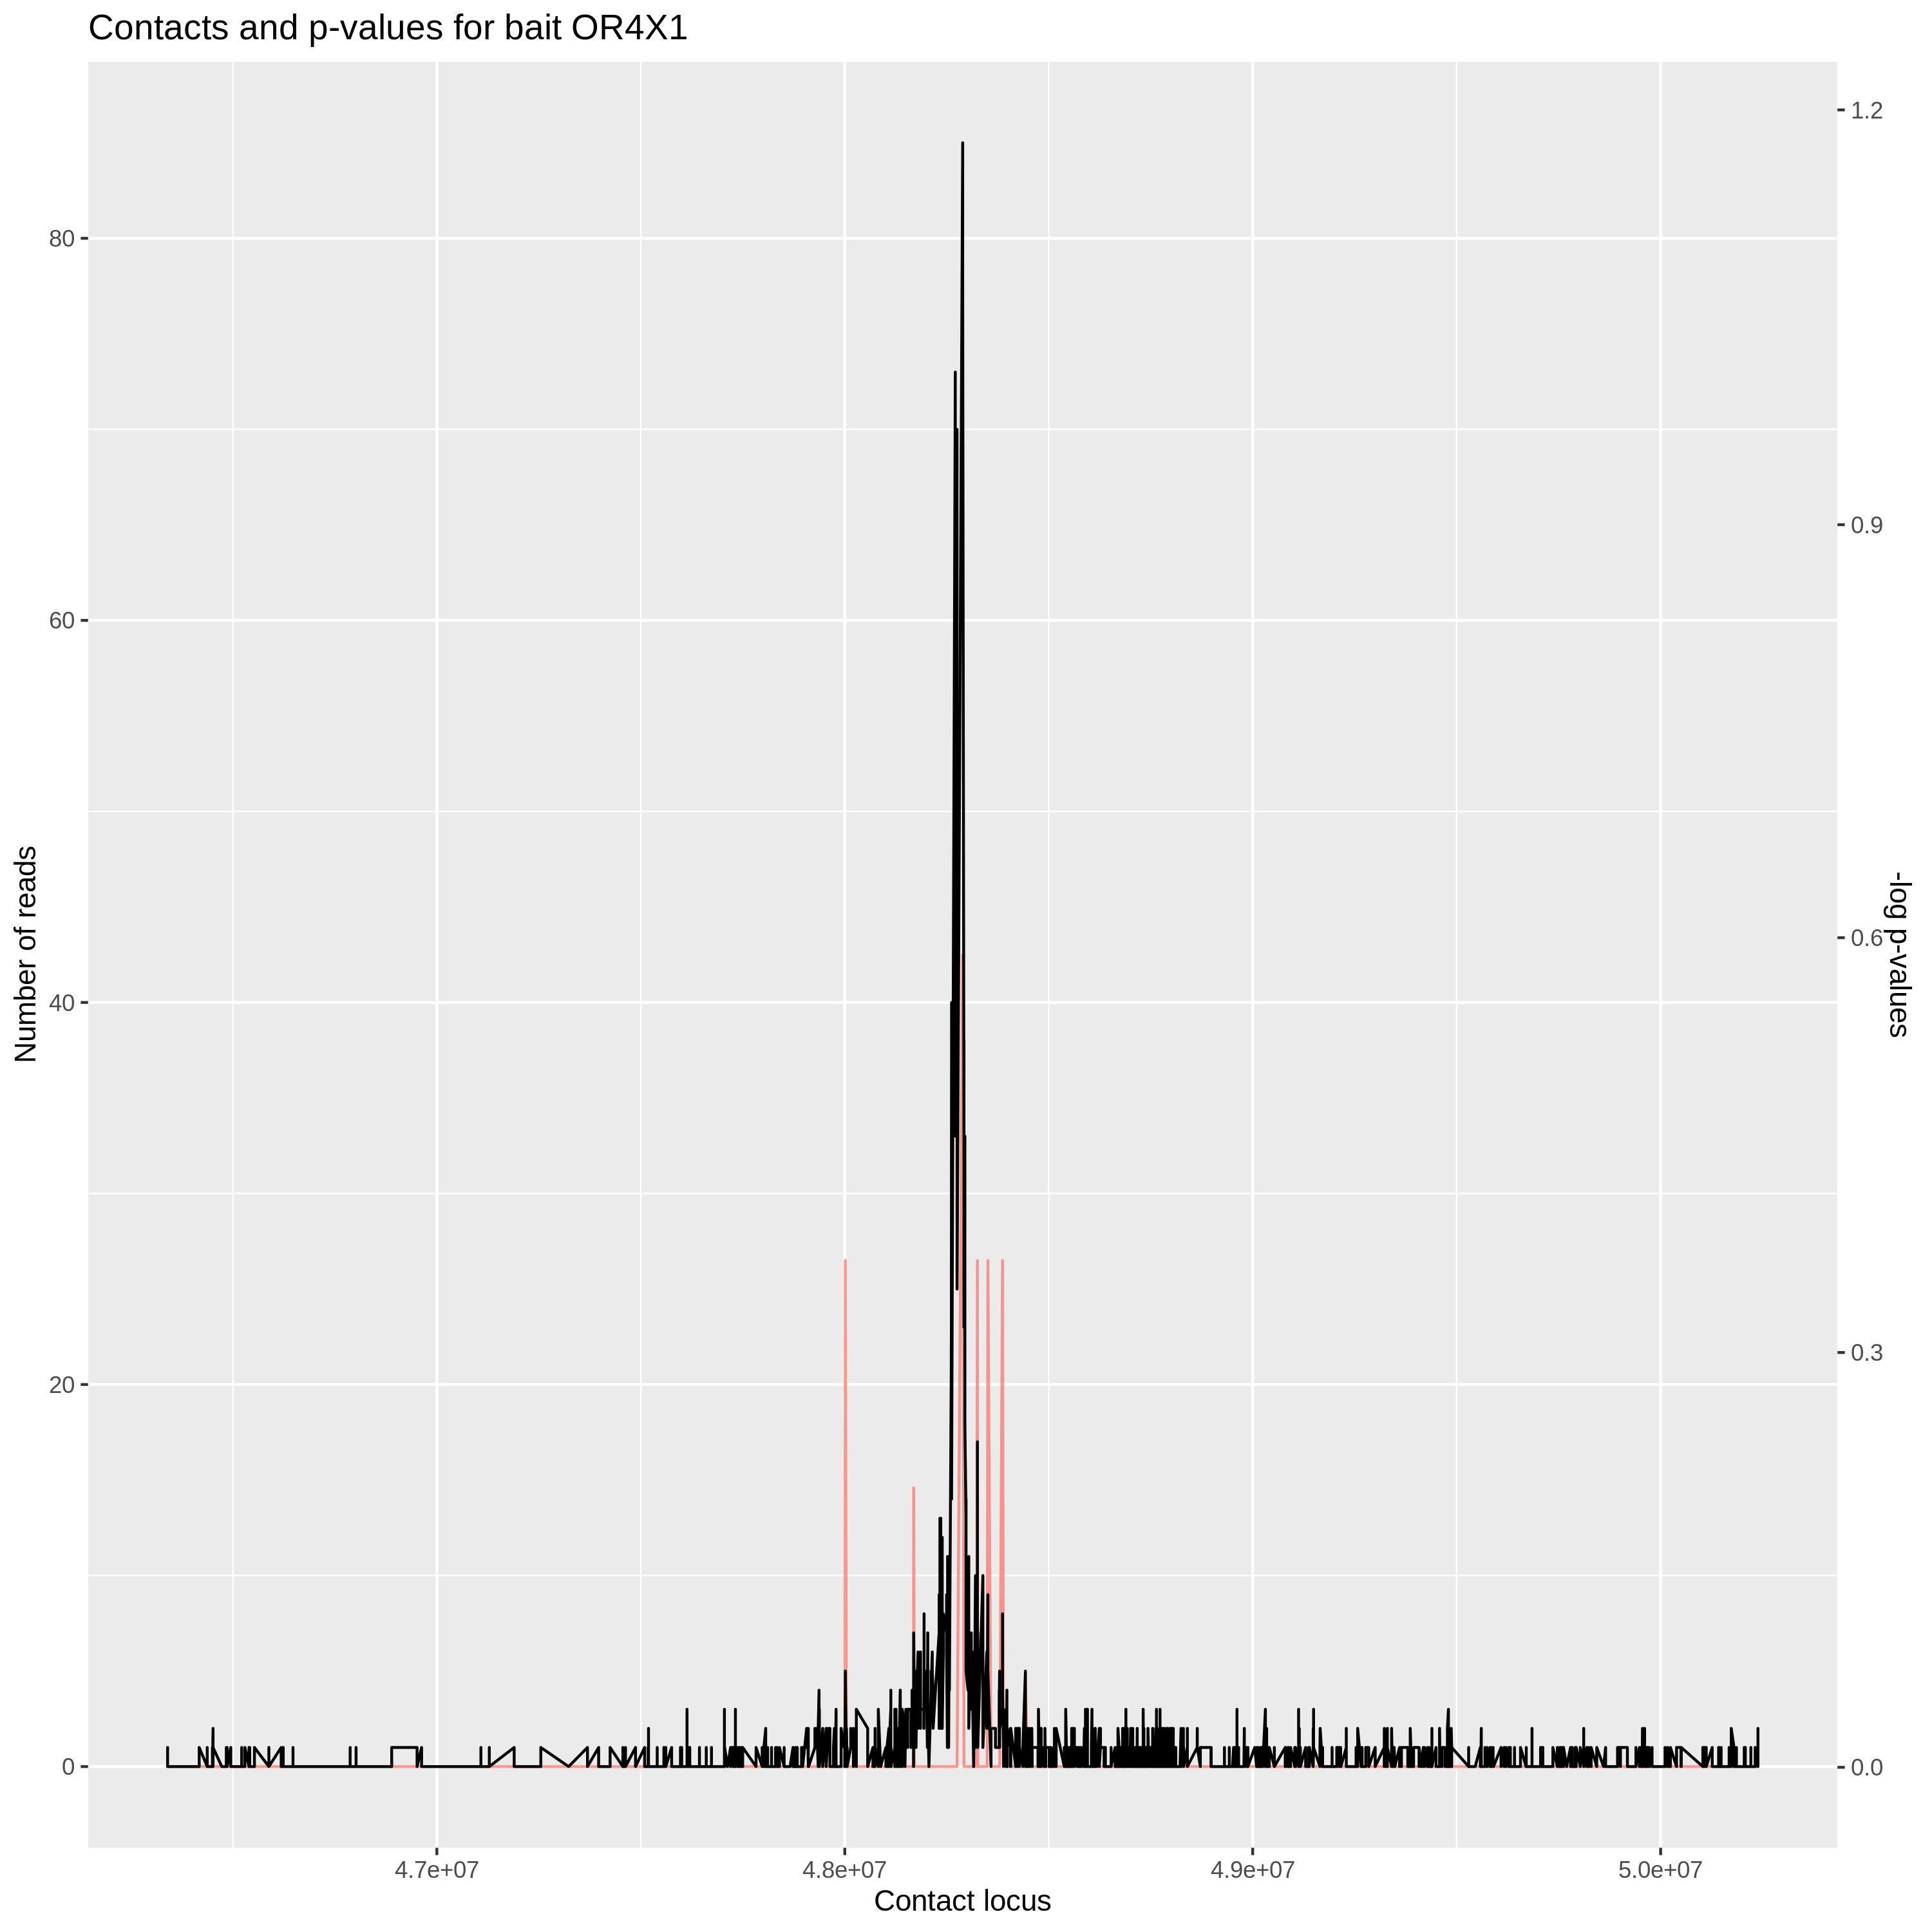 Contacts and p-values for bait OR4X1
Number of reads
80
60
40
20
0
1.2
0.9
0.6
0.3
0.0
-log p-values
4.7e+07
4.8e+07
4.9e+07
5.0e+07
Contact locus